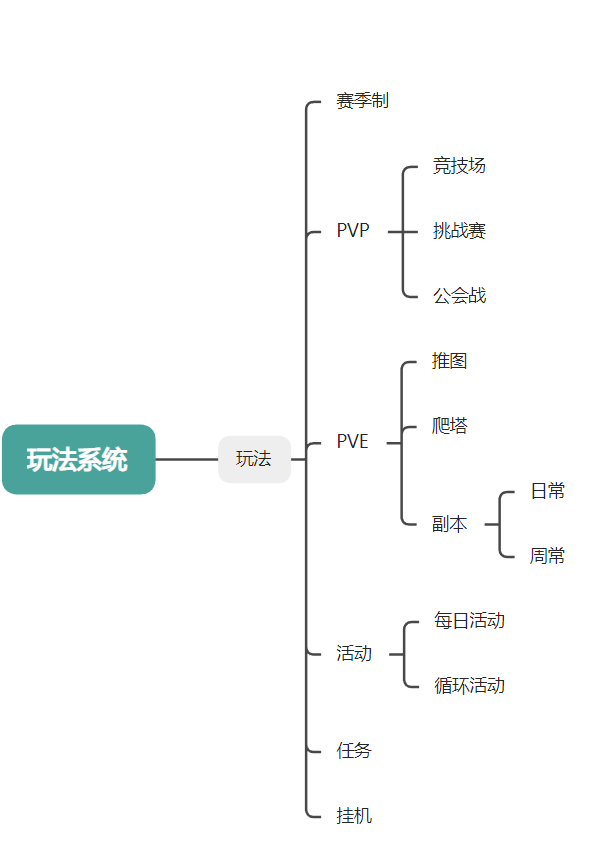 玩法系统
玩法
赛季制
PVP
竞技场
挑战赛
公会战
PVE
推图
爬塔
副本
日常
周常
活动
每日活动
循环活动
任务
挂机